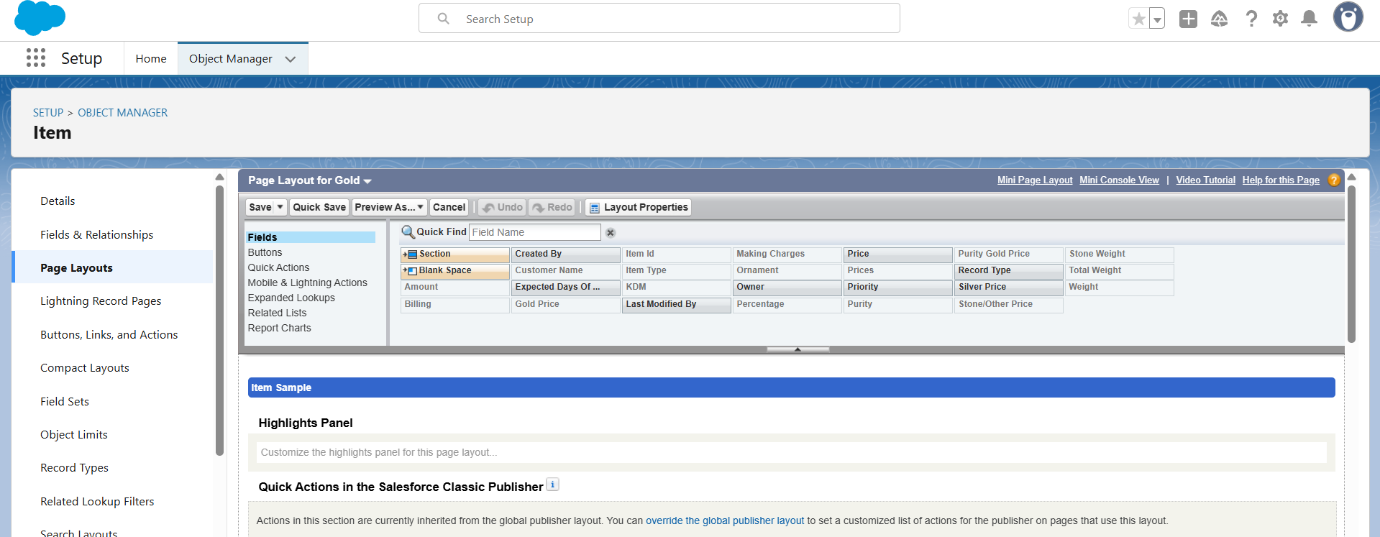 Search Setup
Setup Home Object Manager
SETUP > OBJECT MANAGER
Item
Details
Fields & Relationships
Page Layouts
Lightning Record Pages
Buttons, Links, and Actions
Compact Layouts
Field Sets
Object Limits
Record Types
Related Lookup Filters
Search Layouts
Page Layout for Gold
Mini Page Layout Mini Console View | Video Tutorial Help for this Page ?
Save Quick Save Preview As... Cancel Undo Redo Layout Properties
Fields
Buttons
Quick Actions
Mobile & Lightning Actions
Expanded Lookups
Related Lists
Report Charts
Quick Find Field Name
Section Created By Item Id Making Charges Price Purity Gold Price Stone Weight
Blank Space Customer Name Item Type Ornament Prices Record Type Total Weight
Amount Expected Days Of ... KDM Owner Priority Silver Price Weight
Billing Gold Price Last Modified By Percentage Purity Stone/Other Price
Item Sample
Highlights Panel
Customize the highlights panel for this page layout...
Quick Actions in the Salesforce Classic Publisher i
Actions in this section are currently inherited from the global publisher layout. You can override the global publisher layout to set a customized list of actions for the publisher on pages that use this layout.